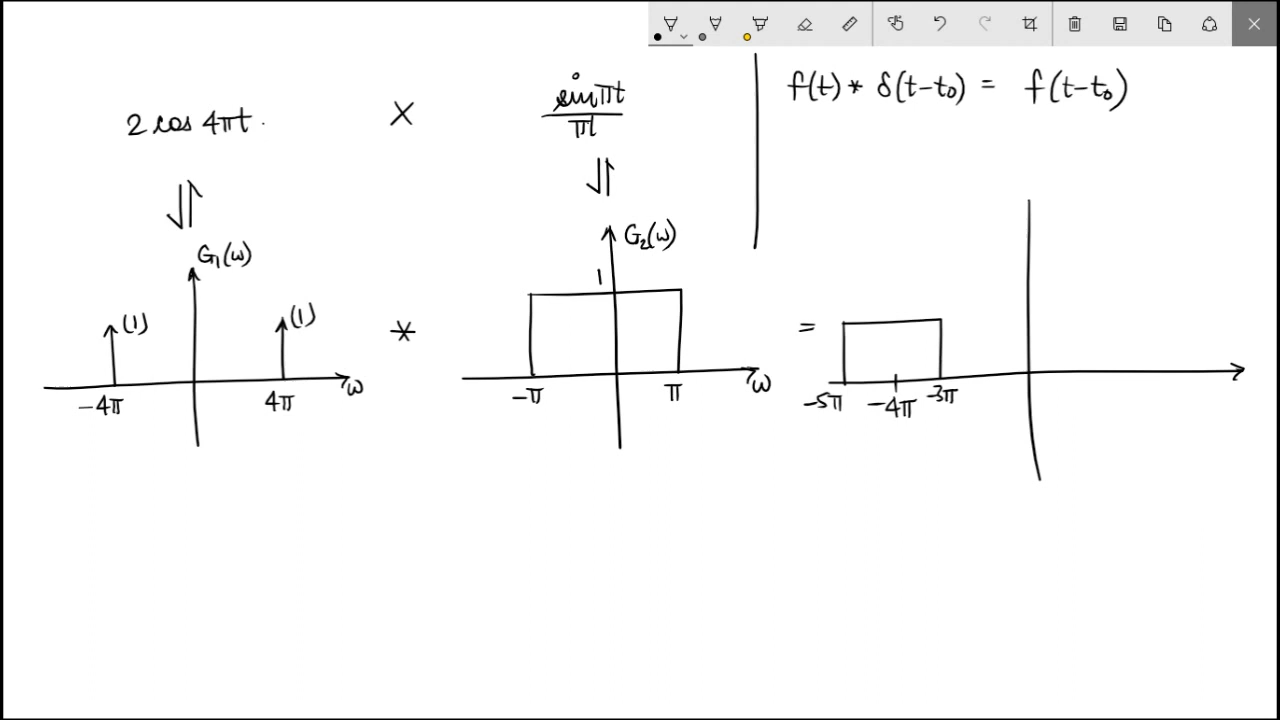 2 cos 4πt × sinπt/πt
f(t) * δ(t-t₀) = f(t-t₀)
G₁(ω)
(1) (1)
-4π 4π ω
*
G₂(ω)
1
-π π ω
=
-5π -4π -3π